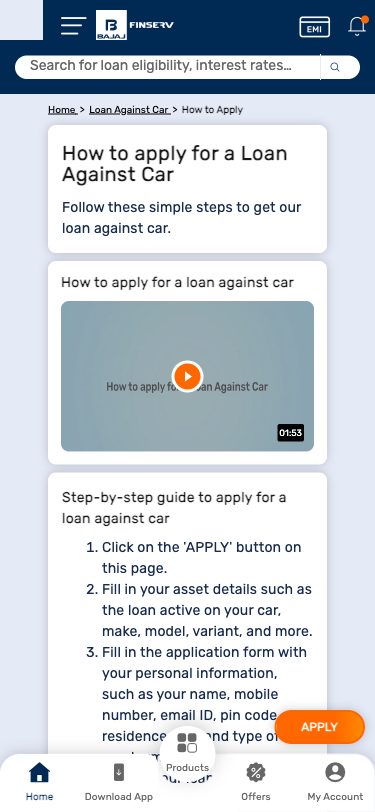 BAJAJ
FINSERV
EMI
Search for loan eligibility, interest rates...
Home > Loan Against Car > How to Apply
How to apply for a Loan
Against Car
Follow these simple steps to get our
loan against car.
How to apply for a loan against car
How to apply Loan Against Car
01:53
Step-by-step guide to apply for a
loan against car
1. Click on the 'APPLY' button on
this page.
2. Fill in your asset details such as
the loan active on your car,
make, model, variant, and more.
3. Fill in the application form with
your personal information,
such as your name, mobile
number, email ID, pin code
residence and type of
APPLY
Home
Download App
Products
Offers
My Account